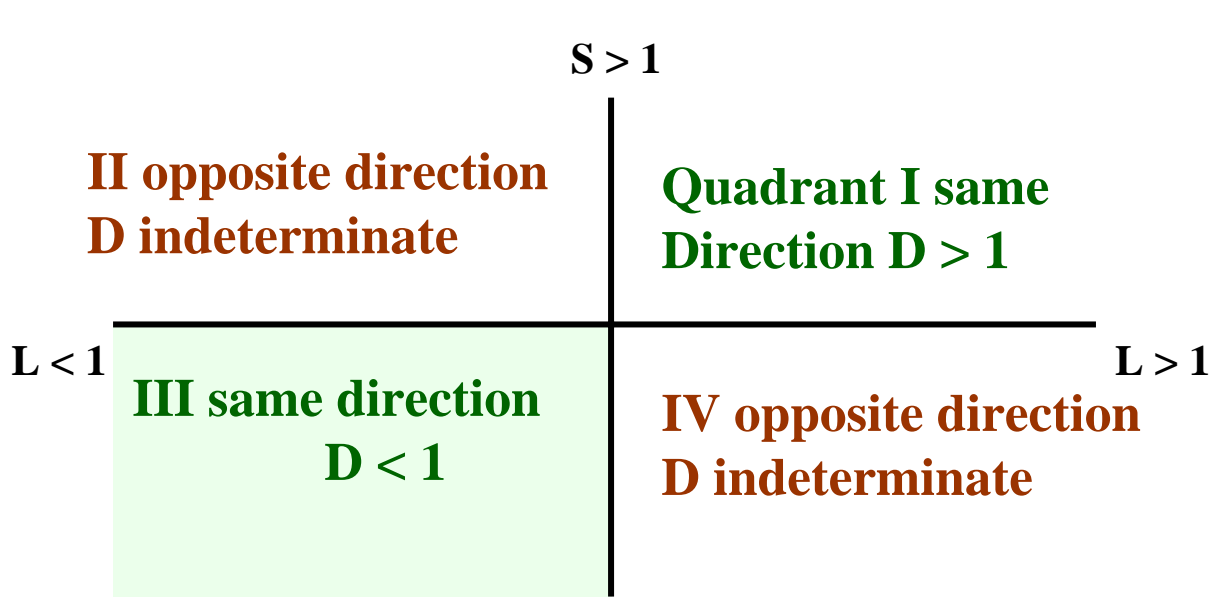 S > 1
II opposite direction
D indeterminate
Quadrant I same
Direction D > 1
L < 1
L > 1
III same direction
D < 1
IV opposite direction
D indeterminate